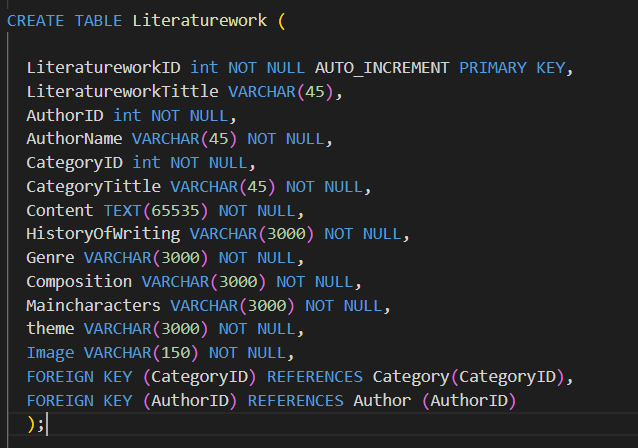 CREATE TABLE Literaturework (
LiteratureworkID int NOT NULL AUTO_INCREMENT PRIMARY KEY,
LiteratureworkTittle VARCHAR(45),
AuthorID int NOT NULL,
AuthorName VARCHAR(45) NOT NULL,
CategoryID int NOT NULL,
CategoryTittle VARCHAR(45) NOT NULL,
Content TEXT(65535) NOT NULL,
HistoryOfWriting VARCHAR(3000) NOT NULL,
Genre VARCHAR(3000) NOT NULL,
Composition VARCHAR(3000) NOT NULL,
Maincharacters VARCHAR(3000) NOT NULL,
theme VARCHAR(3000) NOT NULL,
Image VARCHAR(150) NOT NULL,
FOREIGN KEY (CategoryID) REFERENCES Category(CategoryID),
FOREIGN KEY (AuthorID) REFERENCES Author (AuthorID)
);